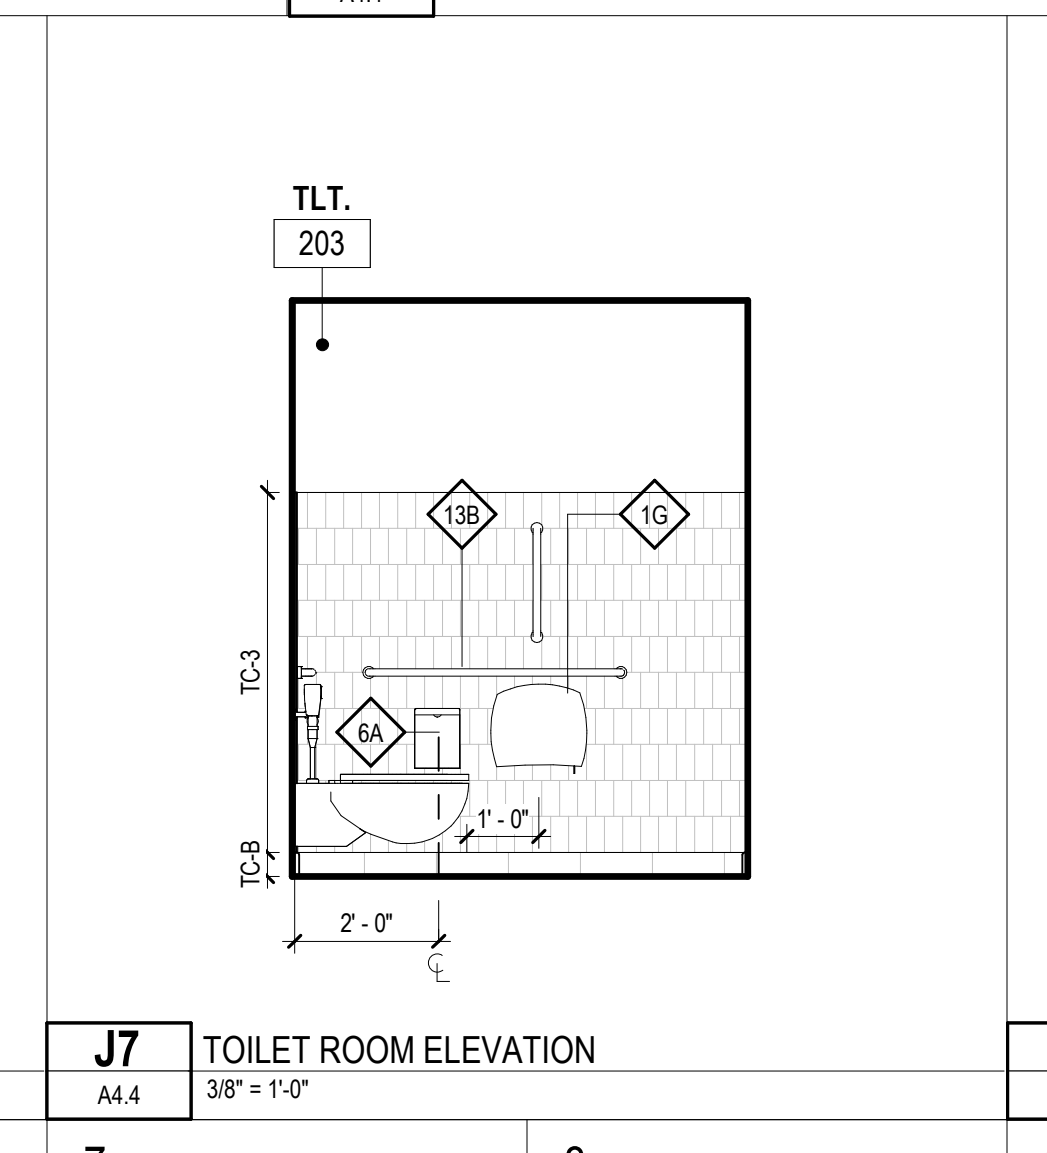 TLT.
203
13B
1G
TC-3
6A
1' - 0"
TC-B
2' - 0"
℄
J7
TOILET ROOM ELEVATION
A4.4
3/8" = 1'-0"